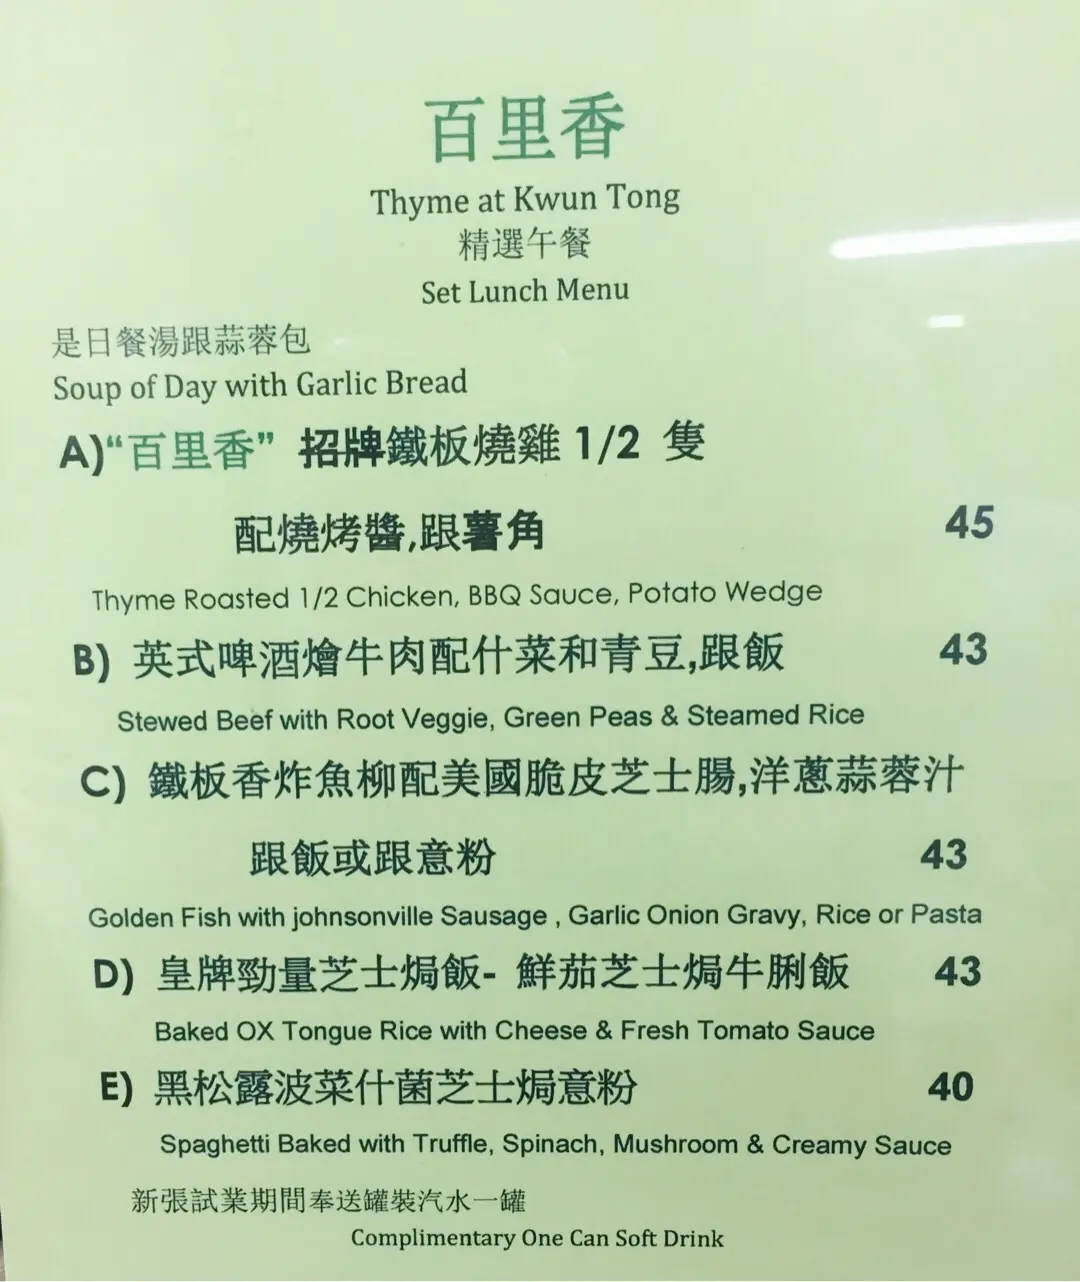 百里香
Thyme at Kwun Tong
精選午餐
Set Lunch Menu
是日餐湯跟蒜蓉包
Soup of Day with Garlic Bread
A)“百里香” 招牌鐵板燒雞 1/2 隻
配燒烤醬,跟薯角 45
Thyme Roasted 1/2 Chicken, BBQ Sauce, Potato Wedge
B) 英式啤酒燴牛肉配什菜和青豆,跟飯 43
Stewed Beef with Root Veggie, Green Peas & Steamed Rice
C) 鐵板香炸魚柳配美國脆皮芝士腸,洋蔥蒜蓉汁
跟飯或跟意粉 43
Golden Fish with johnsonville Sausage , Garlic Onion Gravy, Rice or Pasta
D) 皇牌勁量芝士焗飯- 鮮茄芝士焗牛脷飯 43
Baked OX Tongue Rice with Cheese & Fresh Tomato Sauce
E) 黑松露波菜什菌芝士焗意粉 40
Spaghetti Baked with Truffle, Spinach, Mushroom & Creamy Sauce
新張試業期間奉送罐裝汽水一罐
Complimentary One Can Soft Drink